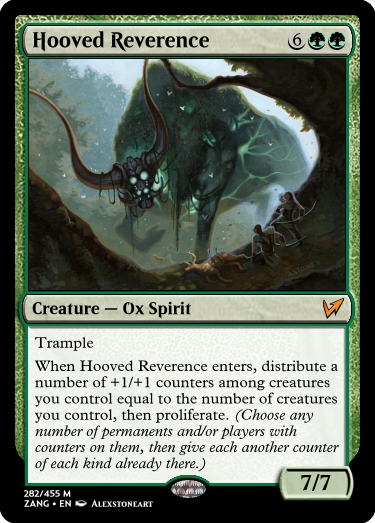 Hooved Reverence 6
Creature — Ox Spirit
Trample
When Hooved Reverence enters, distribute a
number of +1/+1 counters among creatures
you control equal to the number of creatures
you control, then proliferate. (Choose any
number of permanents and/or players with
counters on them, then give each another counter
of each kind already there.)
7/7
282/455 M
ZANG • EN ALEXSTONEART